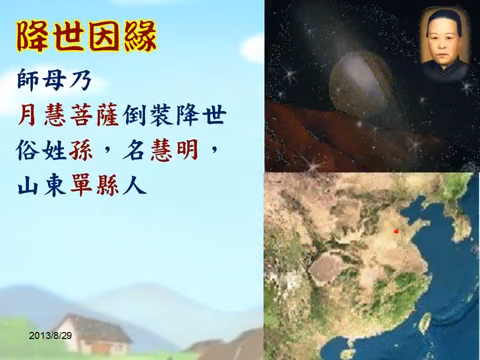 降世因緣
師母乃
月慧菩薩倒裝降世
俗姓孫，名慧明，
山東單縣人
2013/8/29